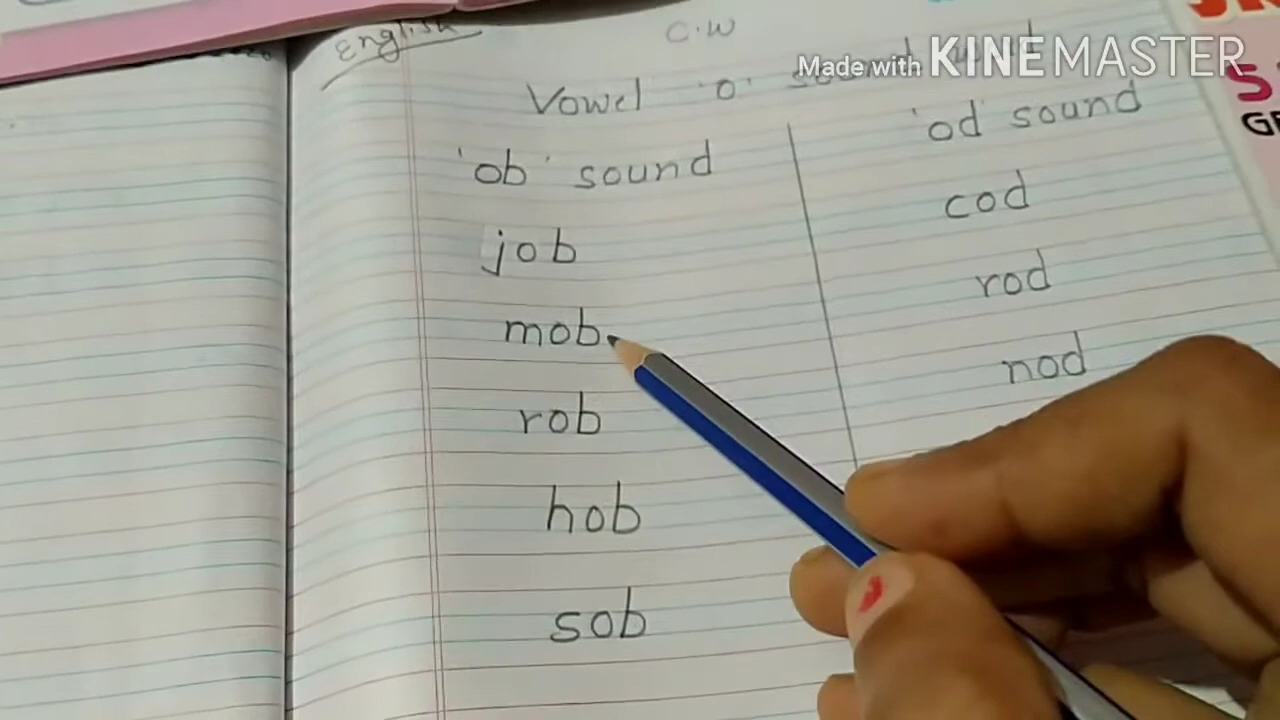 English
C.W
Made with KINEMASTER
Vowel 'o' sound
'ob' sound
job
mob
rob
hob
sob
'od' sound
cod
rod
nod